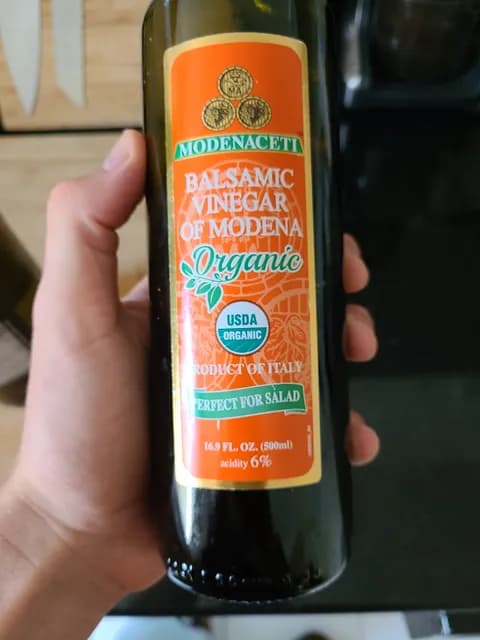 MODENACETI
BALSAMIC
VINEGAR
OF MODENA
Organic
USDA
ORGANIC
PRODUCT OF ITALY
PERFECT FOR SALAD
16.9 FL. OZ. (500ml)
acidity 6%